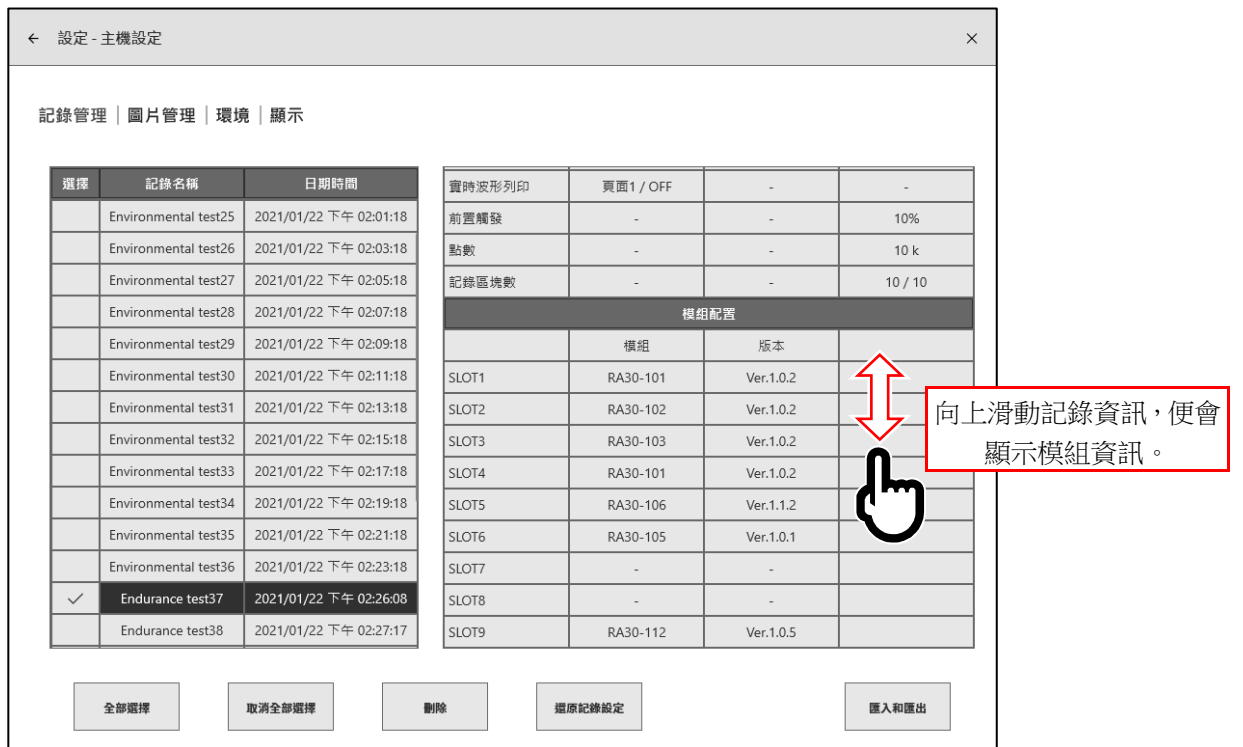 ← 設定 - 主機設定 ×
記錄管理 | 圖片管理 | 環境 | 顯示
選擇 記錄名稱 日期時間
Environmental test25 2021/01/22 下午 02:01:18
Environmental test26 2021/01/22 下午 02:03:18
Environmental test27 2021/01/22 下午 02:05:18
Environmental test28 2021/01/22 下午 02:07:18
Environmental test29 2021/01/22 下午 02:09:18
Environmental test30 2021/01/22 下午 02:11:18
Environmental test31 2021/01/22 下午 02:13:18
Environmental test32 2021/01/22 下午 02:15:18
Environmental test33 2021/01/22 下午 02:17:18
Environmental test34 2021/01/22 下午 02:19:18
Environmental test35 2021/01/22 下午 02:21:18
Environmental test36 2021/01/22 下午 02:23:18
✓ Endurance test37 2021/01/22 下午 02:26:08
Endurance test38 2021/01/22 下午 02:27:17
實時波形列印 頁面1 / OFF - -
前置觸發 - - 10%
點數 - - 10 k
記錄區塊數 - - 10 / 10
模組配置
模組 版本
SLOT1 RA30-101 Ver.1.0.2
SLOT2 RA30-102 Ver.1.0.2
SLOT3 RA30-103 Ver.1.0.2
SLOT4 RA30-101 Ver.1.0.2
SLOT5 RA30-106 Ver.1.1.2
SLOT6 RA30-105 Ver.1.0.1
SLOT7 - -
SLOT8 - -
SLOT9 RA30-112 Ver.1.0.5
向上滑動記錄資訊，便會
顯示模組資訊。
全部選擇 取消全部選擇 刪除 還原記錄設定 匯入和匯出